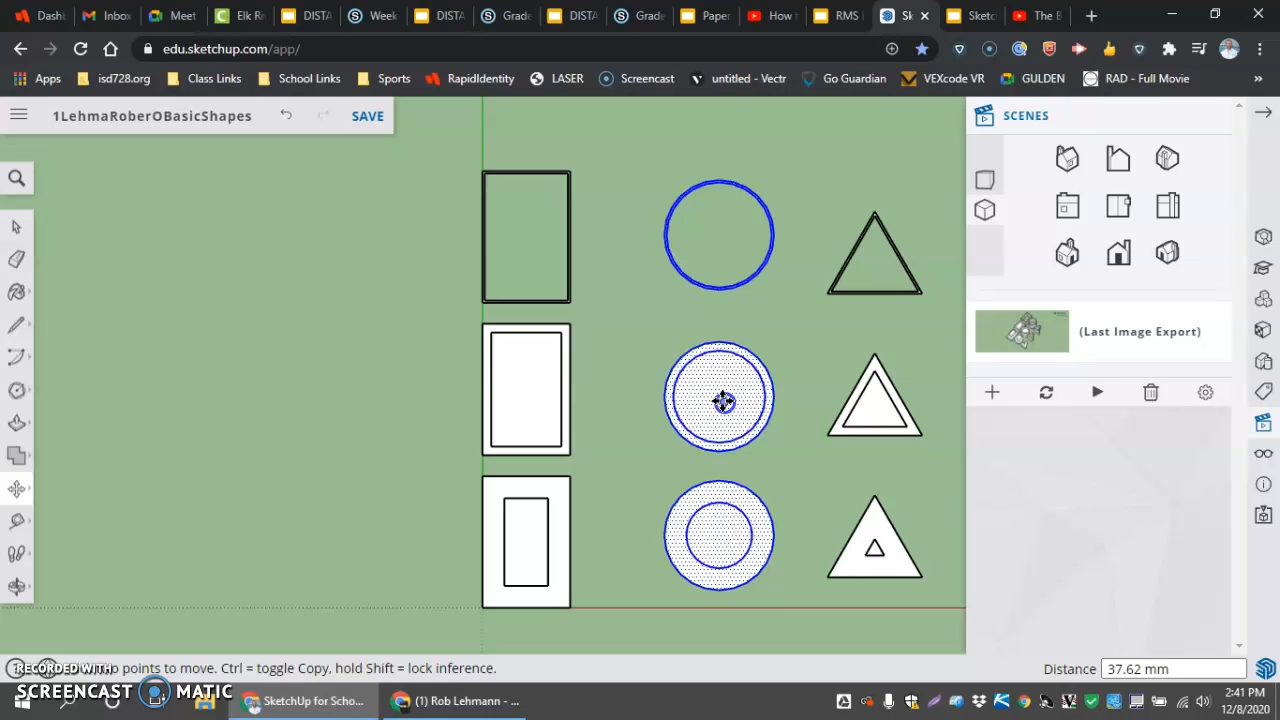 Dashl
Inbox
Meet
Elk R
DISTA
Week
DISTA
Grade
DISTA
Grade
Paper
How t
RMS
Sk
Sketc
The B
edu.sketchup.com/app/
Apps
isd728.org
Class Links
School Links
Sports
RapidIdentity
LASER
Screencast
untitled - Vectr
Go Guardian
VEXcode VR
GULDEN
RAD - Full Movie
»
1LehmaRoberOBasicShapes
SAVE
SCENES
(Last Image Export)
o points to move. Ctrl = toggle Copy, hold Shift = lock inference.
Distance
37.62 mm
RECORDED WITH
SCREENCAST MATIC
SketchUp for Scho...
(1) Rob Lehmann - ...
2:41 PM
12/8/2020